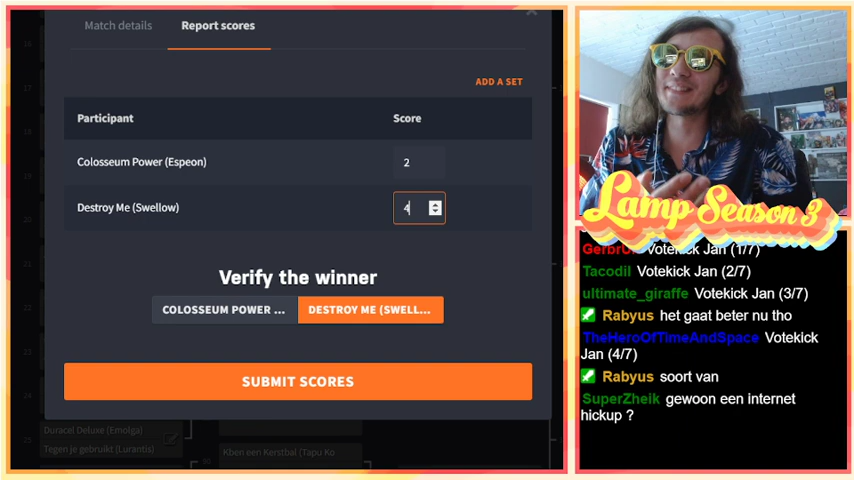 Match details
Report scores
ADD A SET
Participant Score
Colosseum Power (Espeon) 2
Destroy Me (Swellow) 4
Verify the winner
COLOSSEUM POWER ... DESTROY ME (SWELL...
SUBMIT SCORES
Duracel Deluxe (Emolga)
25 Tegen je gebruikt (Lurantis)
Kben een Kerstbal (Tapu Ko
Lamp Season 3
Votekick Jan (1/7)
Tacodil Votekick Jan (2/7)
ultimate_giraffe Votekick Jan (3/7)
Rabyus het gaat beter nu tho
TheHeroOfTimeAndSpace Votekick
Jan (4/7)
Rabyus soort van
SuperZheik gewoon een internet
hickup ?